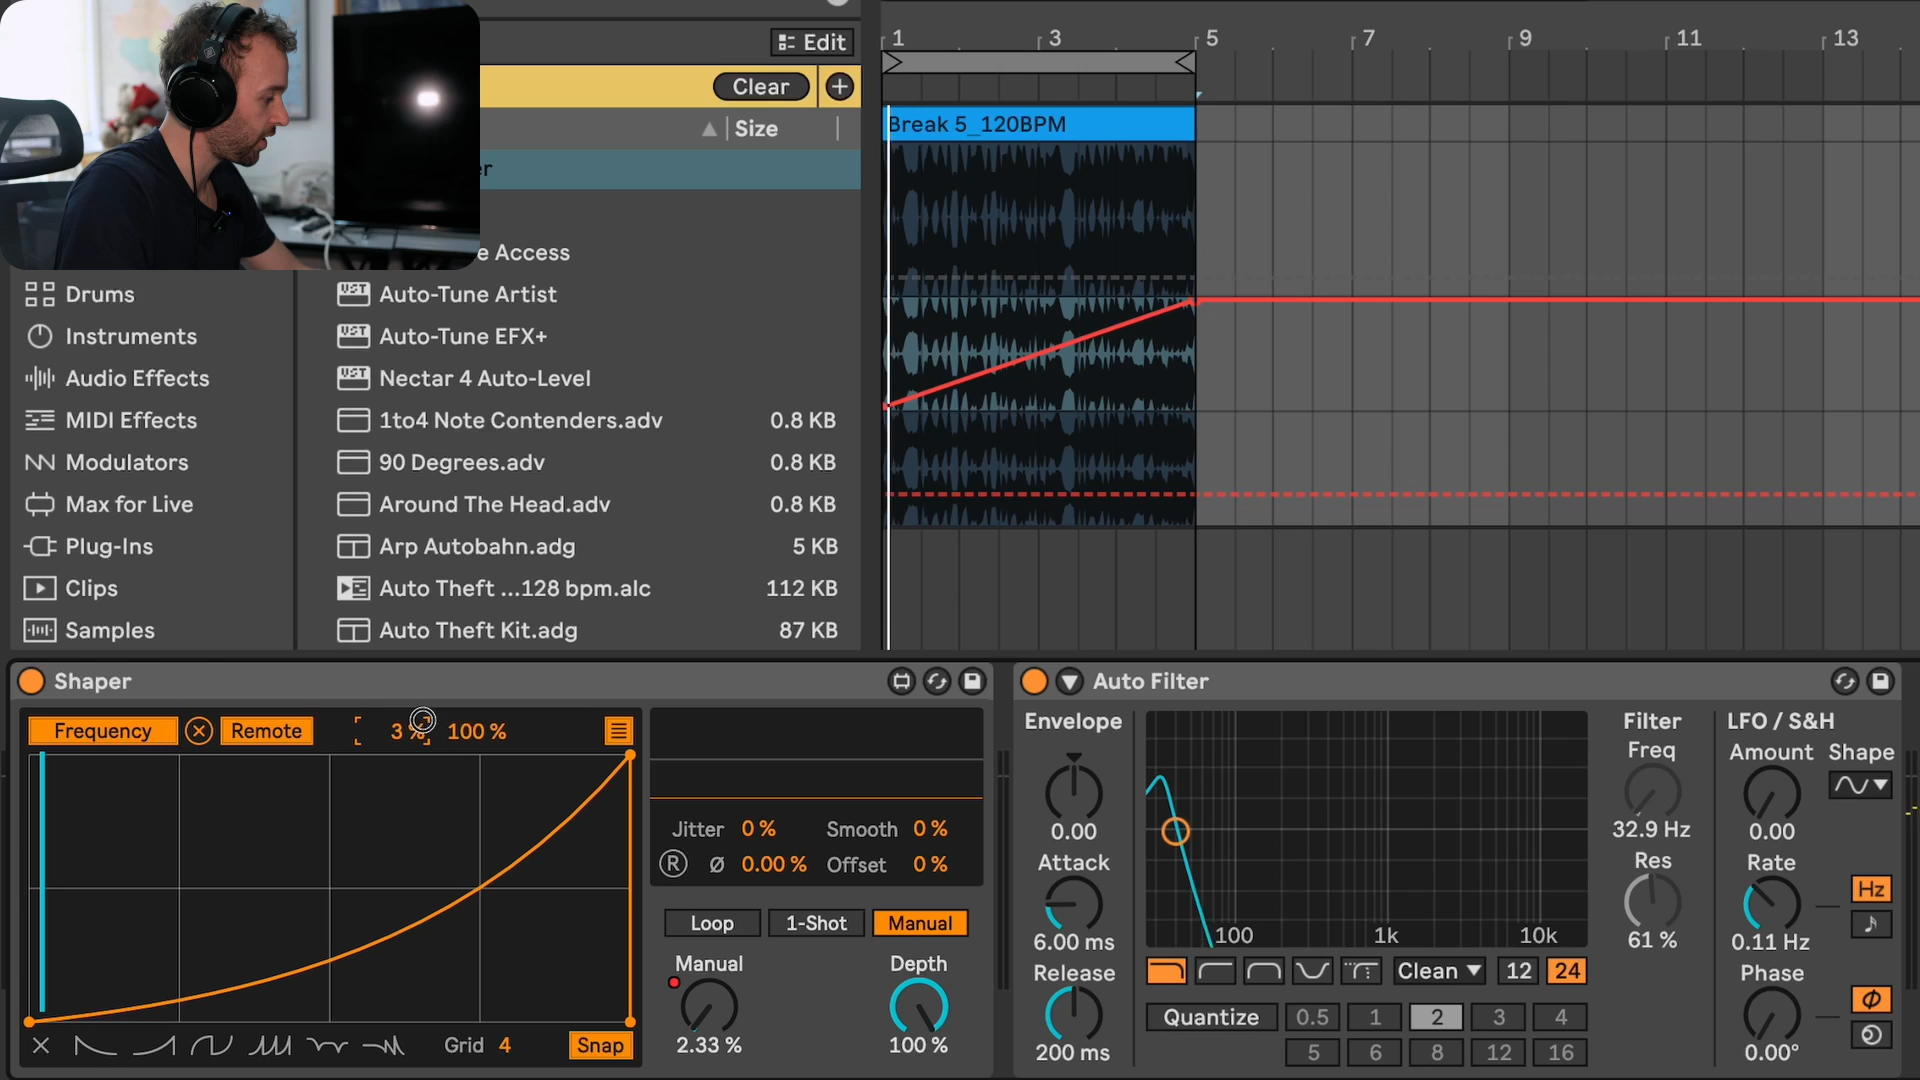 Edit
1 3 5 7 9 11 13
Clear
Size
Break 5_120BPM
er
e Access
Drums
Auto-Tune Artist
Instruments
Auto-Tune EFX+
Audio Effects
Nectar 4 Auto-Level
MIDI Effects
1to4 Note Contenders.adv 0.8 KB
Modulators
90 Degrees.adv 0.8 KB
Max for Live
Around The Head.adv 0.8 KB
Plug-Ins
Arp Autobahn.adg 5 KB
Clips
Auto Theft ...128 bpm.alc 112 KB
Samples
Auto Theft Kit.adg 87 KB
Shaper
Frequency Remote 3 % 100 %
Jitter 0 % Smooth 0 %
R Ø 0.00 % Offset 0 %
Loop 1-Shot Manual
Manual Depth
2.33 % 100 %
Grid 4 Snap
Auto Filter
Envelope
0.00
Attack
6.00 ms
Release
200 ms
100 1k 10k
Clean 12 24
Quantize 0.5 1 2 3 4
5 6 8 12 16
Filter
Freq
32.9 Hz
Res
61 %
LFO / S&H
Amount Shape
0.00
Rate
Hz
0.11 Hz
Phase
0.00°